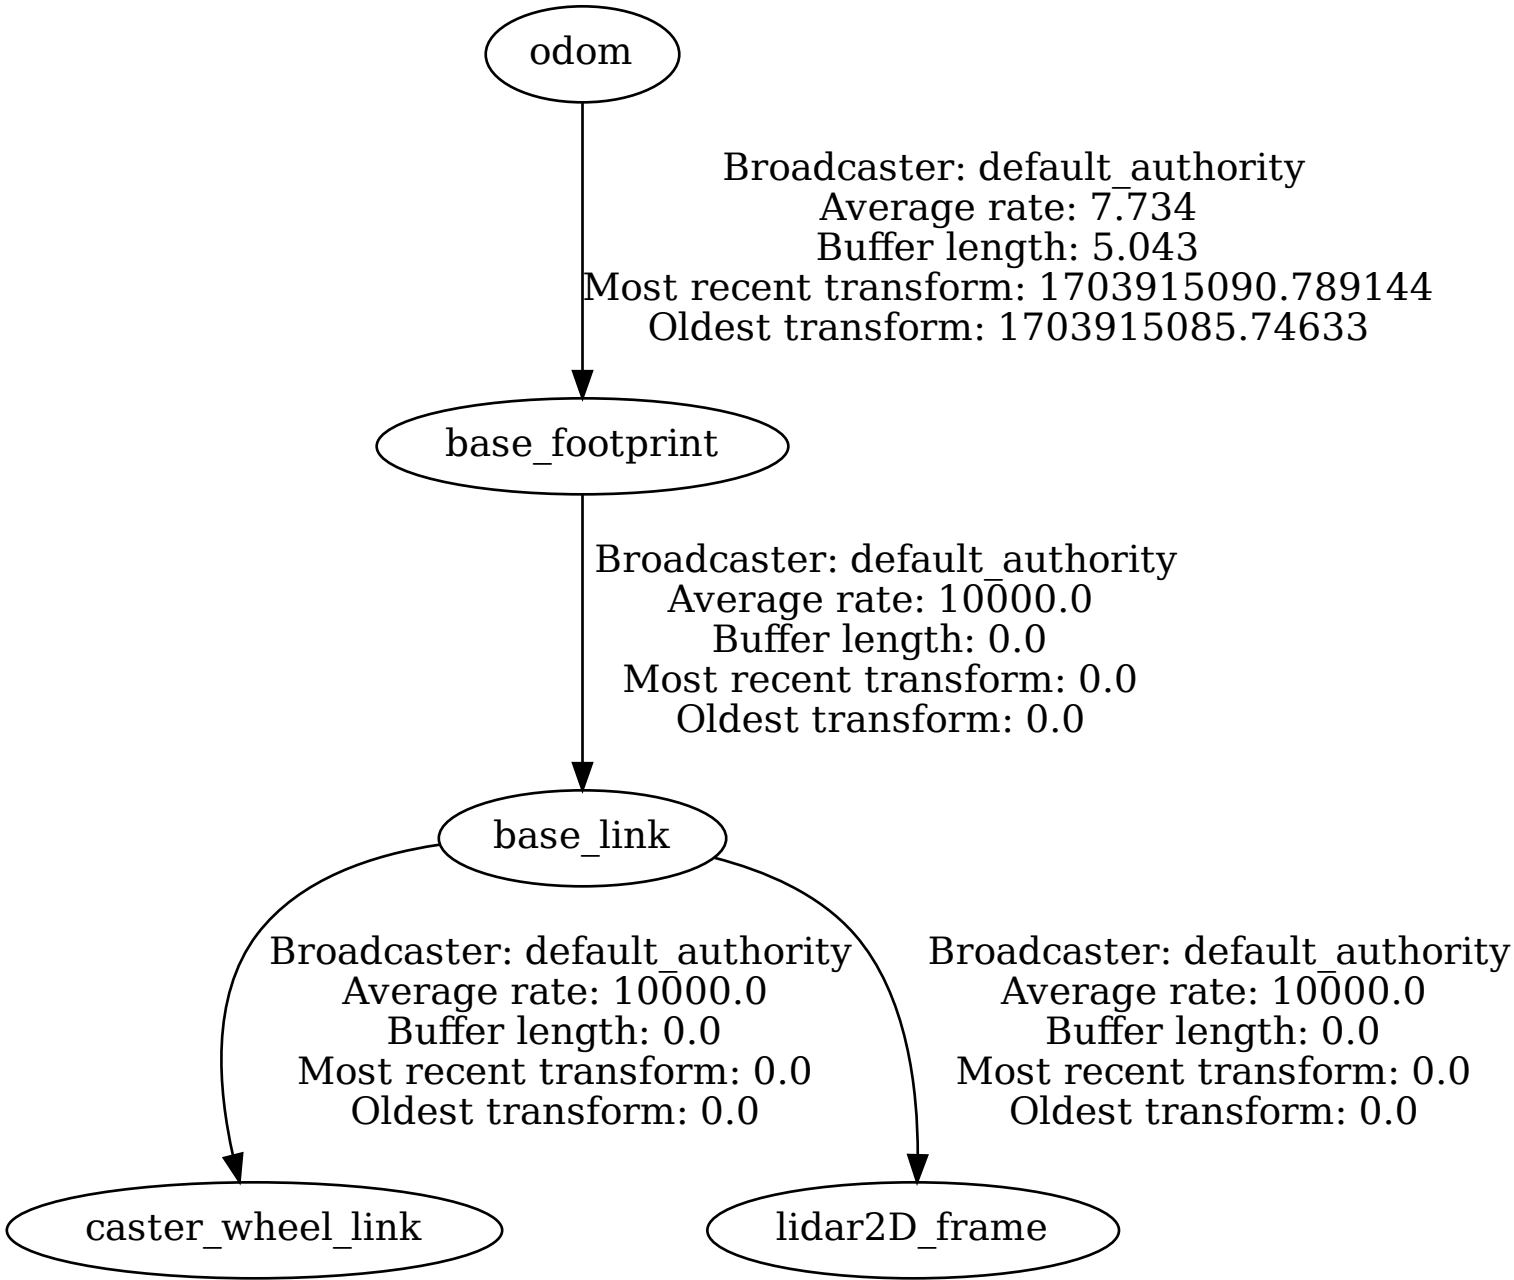 odom
Broadcaster: default_authority
Average rate: 7.734
Buffer length: 5.043
Most recent transform: 1703915090.789144
Oldest transform: 1703915085.74633
base_footprint
Broadcaster: default_authority
Average rate: 10000.0
Buffer length: 0.0
Most recent transform: 0.0
Oldest transform: 0.0
base_link
Broadcaster: default_authority
Average rate: 10000.0
Buffer length: 0.0
Most recent transform: 0.0
Oldest transform: 0.0
Broadcaster: default_authority
Average rate: 10000.0
Buffer length: 0.0
Most recent transform: 0.0
Oldest transform: 0.0
caster_wheel_link
lidar2D_frame